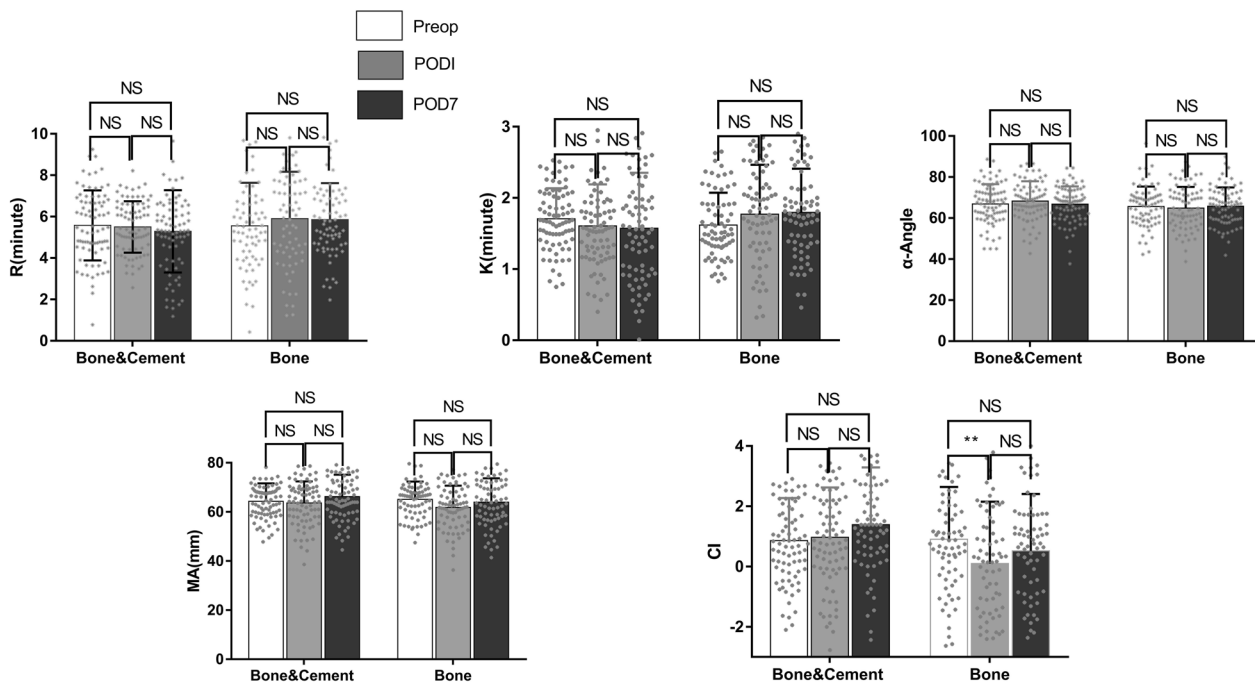 Preop
PODI
POD7
NS
NS NS
NS
NS NS
R(minute)
10
8
6
4
2
0
Bone&Cement Bone
NS
NS NS
NS
NS NS
K(minute)
3
2
1
0
Bone&Cement Bone
NS
NS NS
NS
NS NS
α-Angle
100
80
60
40
20
0
Bone&Cement Bone
NS
NS NS
NS
NS NS
MA(mm)
80
60
40
20
0
Bone&Cement Bone
NS
NS NS
NS
** NS
CI
4
2
0
-2
Bone&Cement Bone